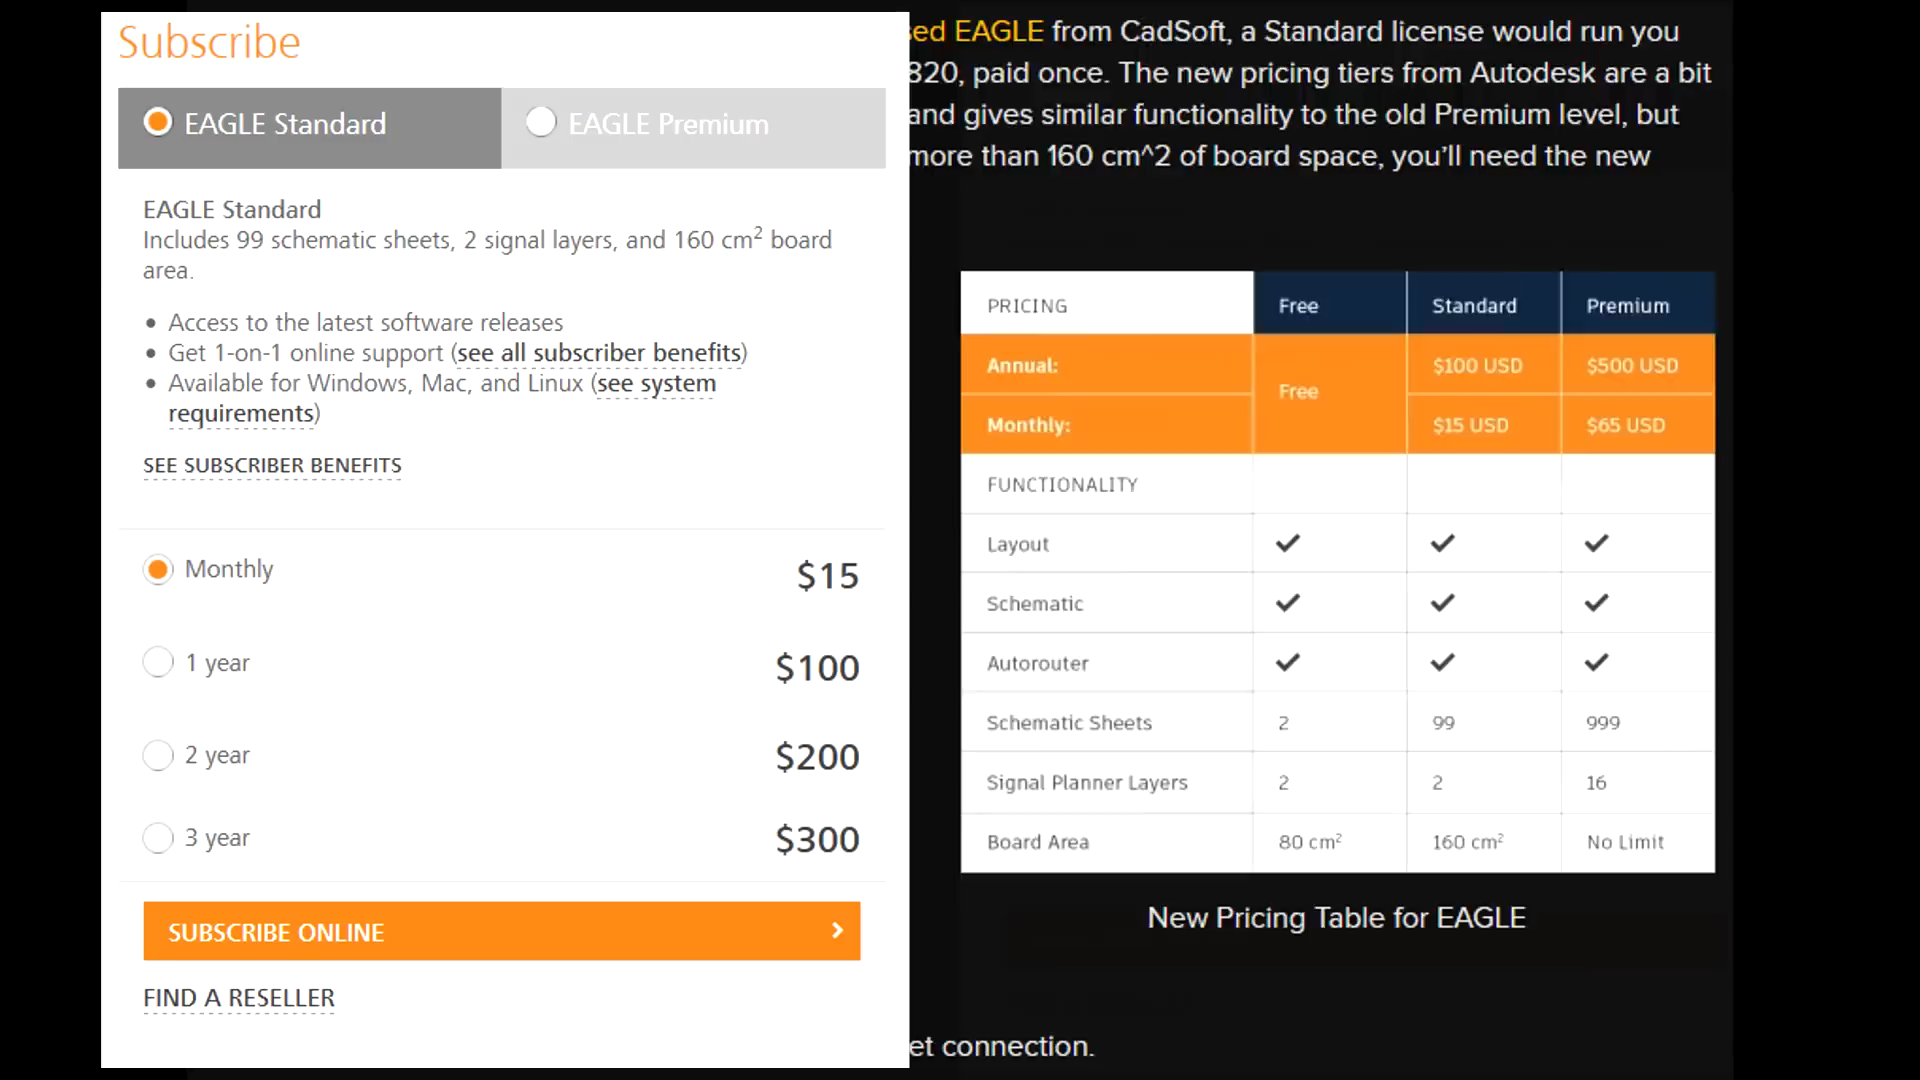 Subscribe
EAGLE Standard
EAGLE Premium
EAGLE Standard
Includes 99 schematic sheets, 2 signal layers, and 160 cm² board
area.
• Access to the latest software releases
• Get 1-on-1 online support (see all subscriber benefits)
• Available for Windows, Mac, and Linux (see system
requirements)
SEE SUBSCRIBER BENEFITS
Monthly $15
1 year $100
2 year $200
3 year $300
SUBSCRIBE ONLINE
FIND A RESELLER
EAGLE from CadSoft, a Standard license would run you
820, paid once. The new pricing tiers from Autodesk are a bit
and gives similar functionality to the old Premium level, but
more than 160 cm^2 of board space, you'll need the new
PRICING Free Standard Premium
Annual: Free $100 USD $500 USD
Monthly: $15 USD $65 USD
FUNCTIONALITY
Layout ✓ ✓ ✓
Schematic ✓ ✓ ✓
Autorouter ✓ ✓ ✓
Schematic Sheets 2 99 999
Signal Planner Layers 2 2 16
Board Area 80 cm² 160 cm² No Limit
New Pricing Table for EAGLE
connection.